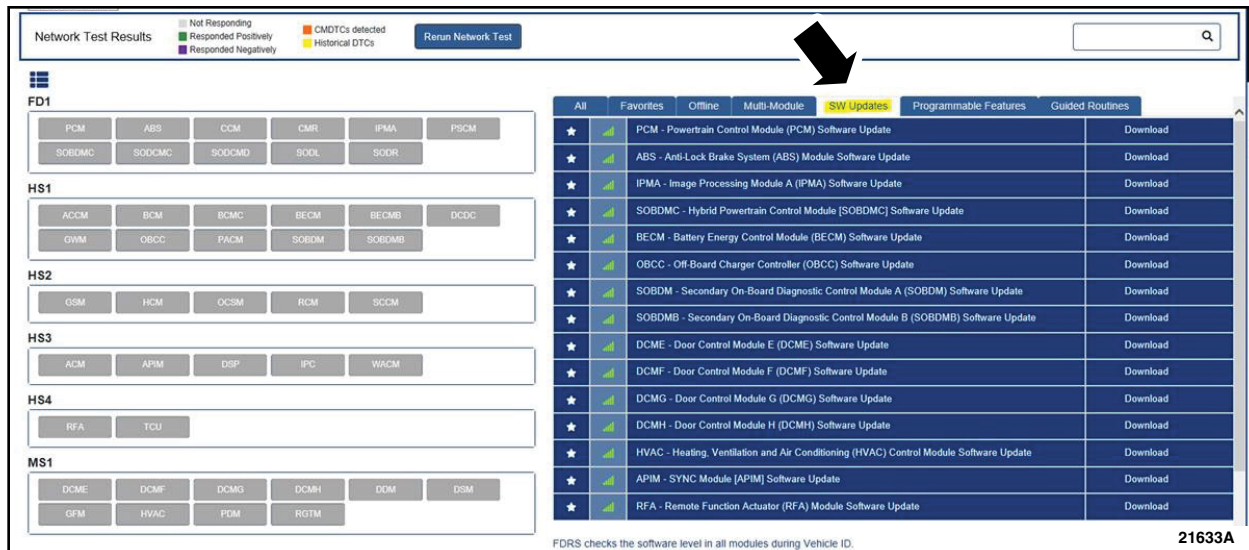 Network Test Results
Not Responding
Responded Positively
Responded Negatively
CMDTCs detected
Historical DTCs
Rerun Network Test
FD1
PCM ABS CCM CMR IPMA PSCM
SOBDMC SODCMC SODCMD SODL SODR
HS1
ACCM BCM BCMC BECM BECMB DCDC
GWM OBCC PACM SOBDM SOBDMB
HS2
GSM HCM OCSM RCM SCCM
HS3
ACM APIM DSP IPC WACM
HS4
RFA TCU
MS1
DCME DCMF DCMG DCMH DDM DSM
GFM HVAC PDM RGTM
All Favorites Offline Multi-Module SW Updates Programmable Features Guided Routines
PCM - Powertrain Control Module (PCM) Software Update Download
ABS - Anti-Lock Brake System (ABS) Module Software Update Download
IPMA - Image Processing Module A (IPMA) Software Update Download
SOBDMC - Hybrid Powertrain Control Module [SOBDMC] Software Update Download
BECM - Battery Energy Control Module (BECM) Software Update Download
OBCC - Off-Board Charger Controller (OBCC) Software Update Download
SOBDM - Secondary On-Board Diagnostic Control Module A (SOBDM) Software Update Download
SOBDMB - Secondary On-Board Diagnostic Control Module B (SOBDMB) Software Update Download
DCME - Door Control Module E (DCME) Software Update Download
DCMF - Door Control Module F (DCMF) Software Update Download
DCMG - Door Control Module G (DCMG) Software Update Download
DCMH - Door Control Module H (DCMH) Software Update Download
HVAC - Heating, Ventilation and Air Conditioning (HVAC) Control Module Software Update Download
APIM - SYNC Module [APIM] Software Update Download
RFA - Remote Function Actuator (RFA) Module Software Update Download
FDRS checks the software level in all modules during Vehicle ID.
21633A